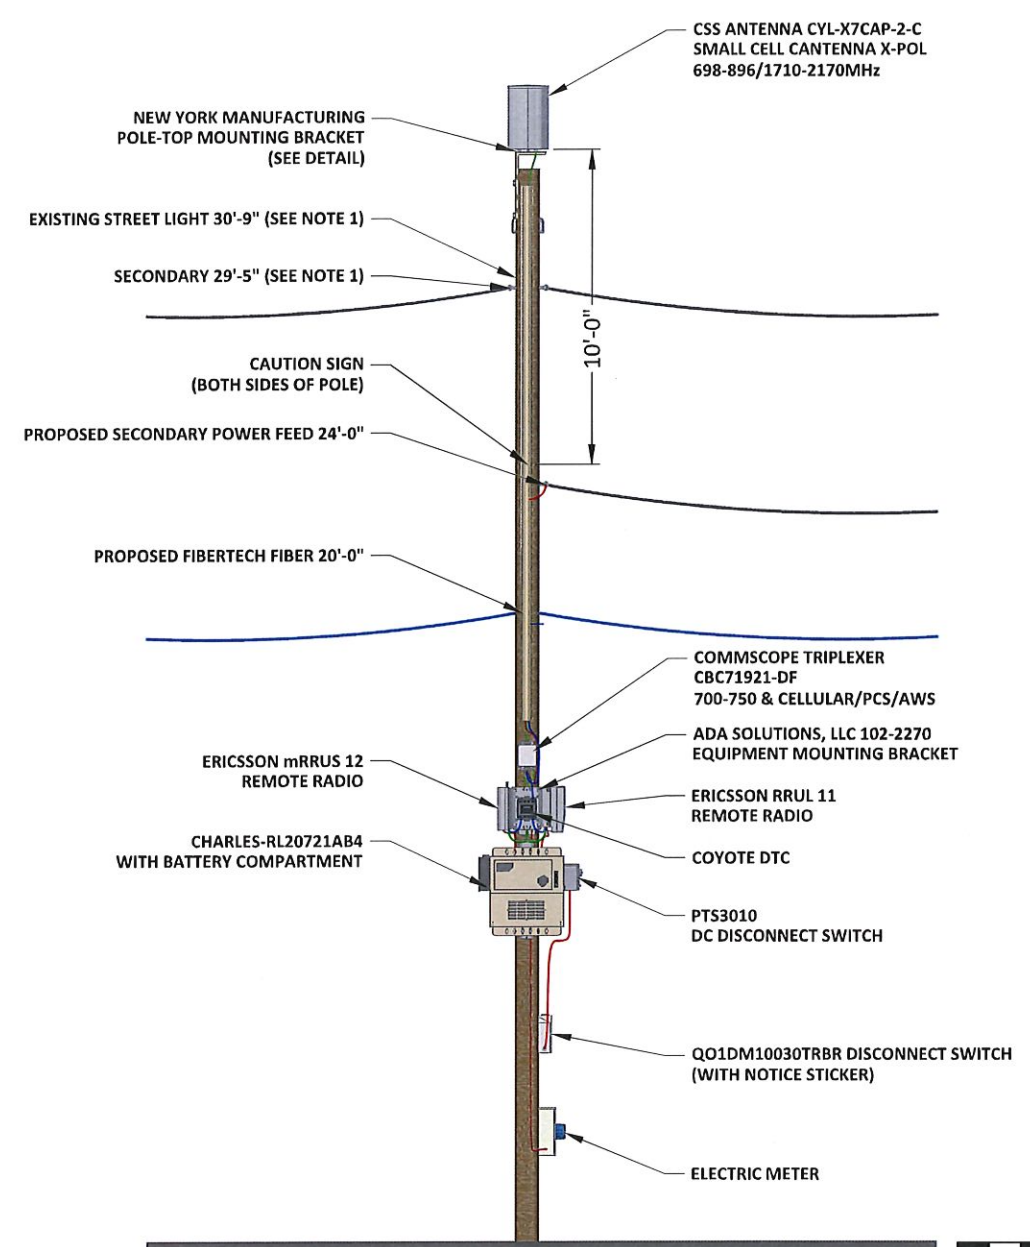 CSS ANTENNA CYL-X7CAP-2-C
SMALL CELL CANTENNA X-POL
698-896/1710-2170MHz
NEW YORK MANUFACTURING
POLE-TOP MOUNTING BRACKET
(SEE DETAIL)
EXISTING STREET LIGHT 30'-9" (SEE NOTE 1)
SECONDARY 29'-5" (SEE NOTE 1)
10'-0"
CAUTION SIGN
(BOTH SIDES OF POLE)
PROPOSED SECONDARY POWER FEED 24'-0"
PROPOSED FIBERTECH FIBER 20'-0"
COMMSCOPE TRIPLEXER
CBC71921-DF
700-750 & CELLULAR/PCS/AWS
ADA SOLUTIONS, LLC 102-2270
EQUIPMENT MOUNTING BRACKET
ERICSSON mRRUS 12
REMOTE RADIO
ERICSSON RRUL 11
REMOTE RADIO
CHARLES-RL20721AB4
WITH BATTERY COMPARTMENT
COYOTE DTC
PTS3010
DC DISCONNECT SWITCH
QO1DM10030TRBR DISCONNECT SWITCH
(WITH NOTICE STICKER)
ELECTRIC METER